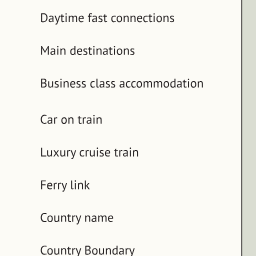 Daytime fast connections
Main destinations
Business class accommodation
Car on train
Luxury cruise train
Ferry link
Country name
Country Boundary